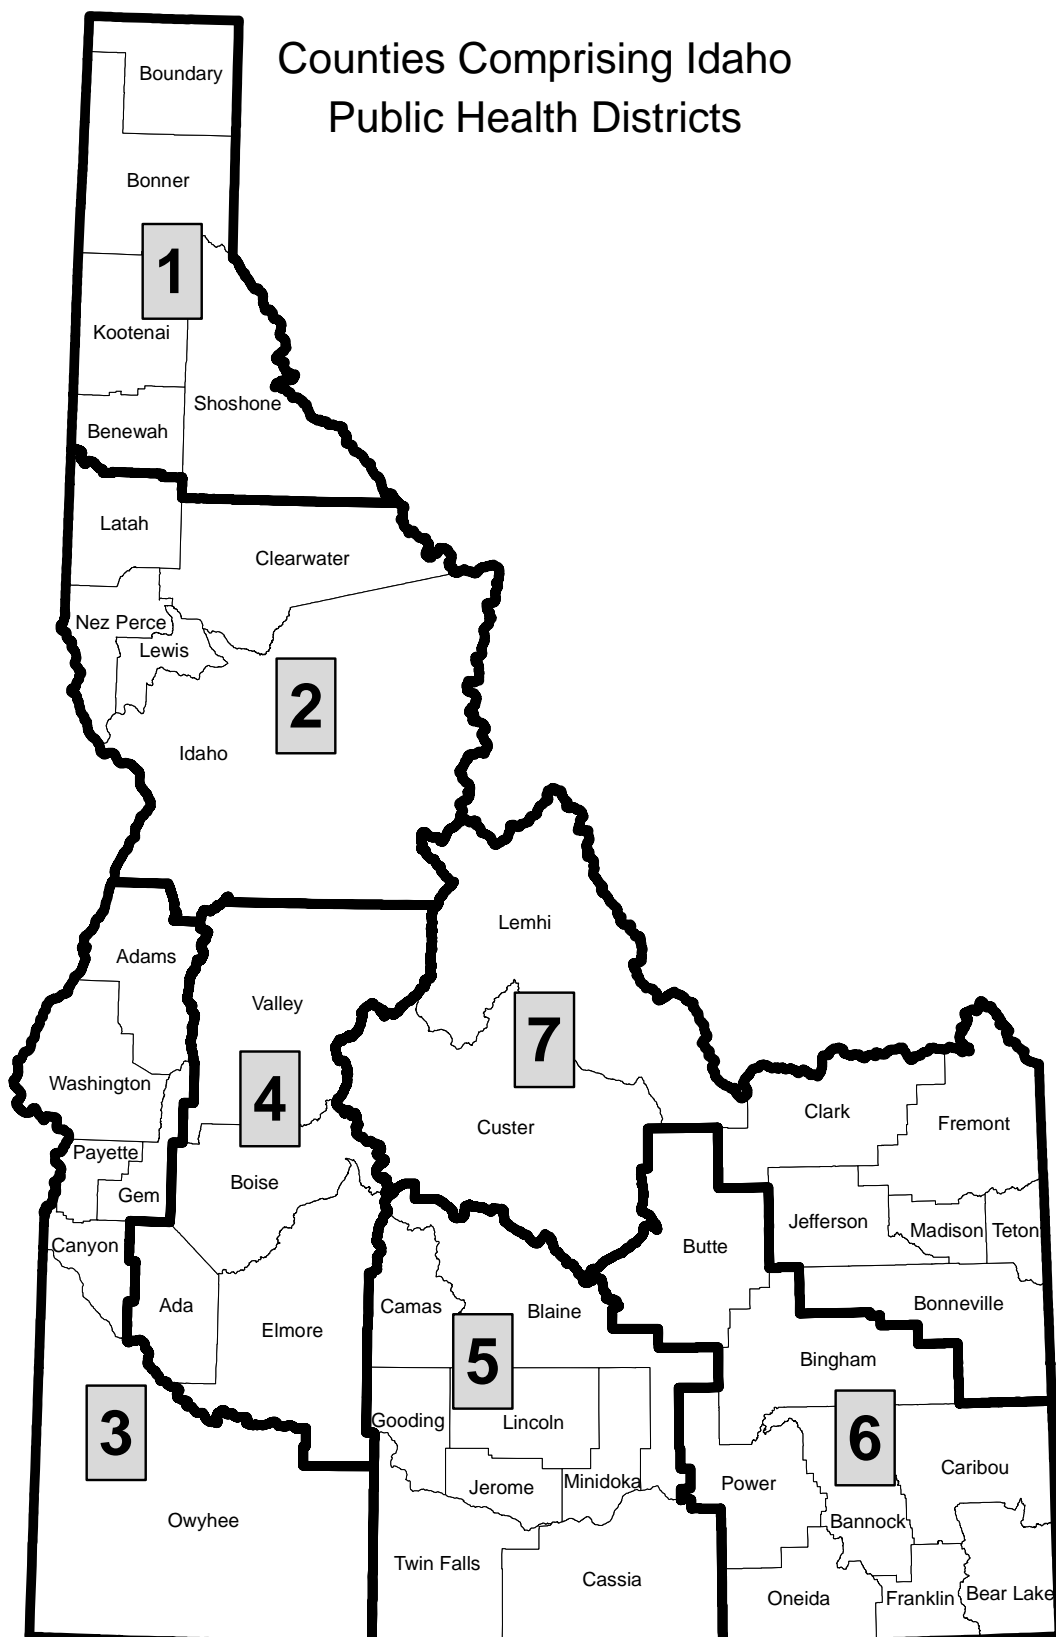 Counties Comprising Idaho
Public Health Districts
Boundary
Bonner
1
Kootenai
Shoshone
Benewah
Latah
Clearwater
Nez Perce
Lewis
2
Idaho
Lemhi
Adams
Valley
7
Washington
4
Clark
Fremont
Custer
Payette
Boise
Gem
Jefferson
Madison
Teton
Canyon
Butte
Ada
Camas
Blaine
Bonneville
Elmore
5
Bingham
3
Gooding
Lincoln
6
Jerome
Minidoka
Power
Caribou
Owyhee
Bannock
Twin Falls
Cassia
Oneida
Franklin
Bear Lake